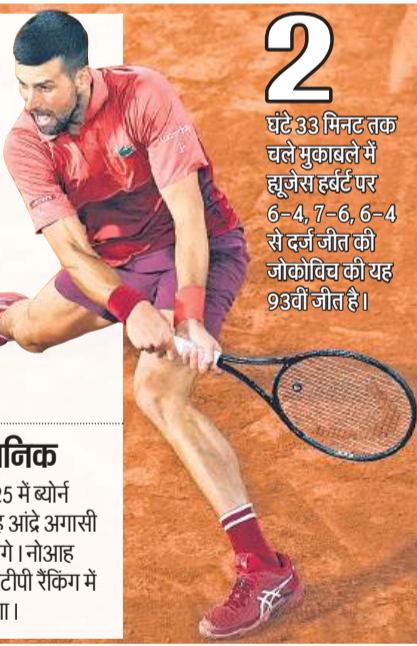 2
घंटे 33 मिनट तक
चले मुकाबले में
ह्यूजेस हर्बर्ट पर
6-4, 7-6, 6-4
से दर्ज जीत की
जोकोविच की यह
93वीं जीत है।
निक
25 में ब्योर्न
आंद्रे अगासी
गे। नोआह
टीपी रैंकिंग में
गा।